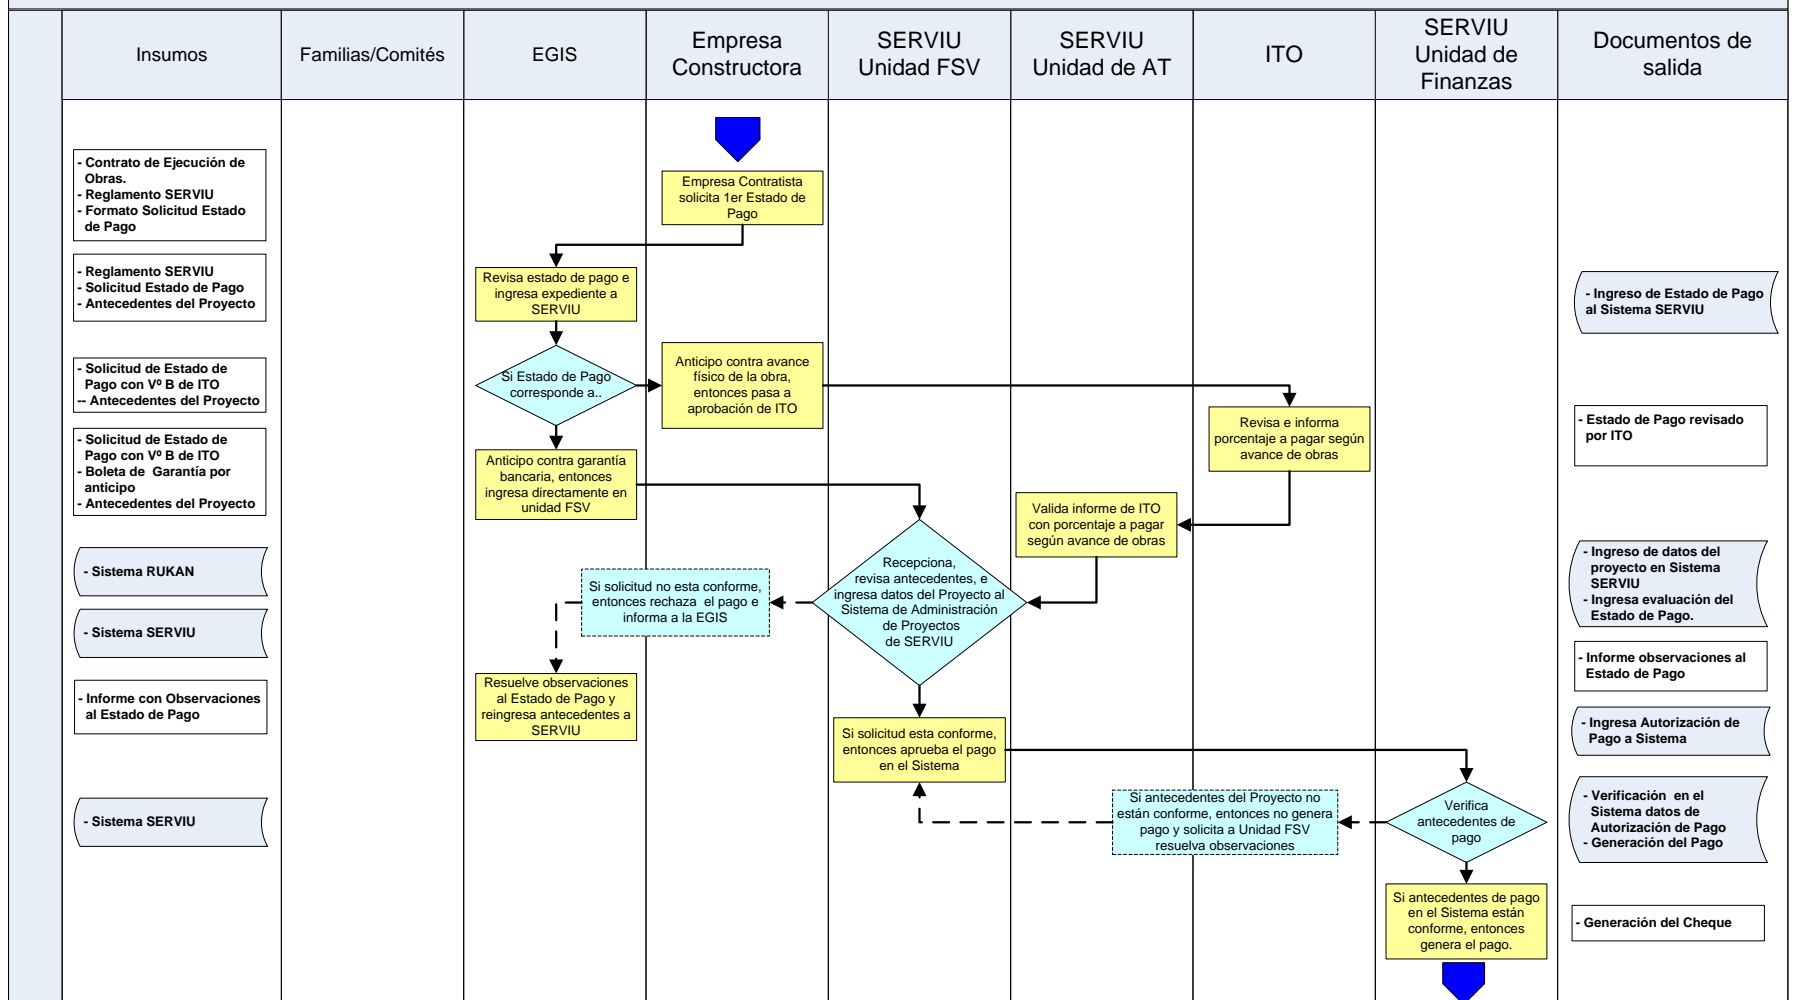 Insumos
Familias/Comités
EGIS
Empresa
Constructora
SERVIU
Unidad FSV
SERVIU
Unidad de AT
ITO
SERVIU
Unidad de
Finanzas
Documentos de
salida
- Contrato de Ejecución de
Obras.
- Reglamento SERVIU
- Formato Solicitud Estado
de Pago
Empresa Contratista
solicita 1er Estado de
Pago
- Reglamento SERVIU
- Solicitud Estado de Pago
- Antecedentes del Proyecto
Revisa estado de pago e
ingresa expediente a
SERVIU
- Ingreso de Estado de Pago
al Sistema SERVIU
- Solicitud de Estado de
Pago con Vº B de ITO
-- Antecedentes del Proyecto
Si Estado de Pago
corresponde a..
Anticipo contra avance
físico de la obra,
entonces pasa a
aprobación de ITO
Revisa e informa
porcentaje a pagar según
avance de obras
- Estado de Pago revisado
por ITO
- Solicitud de Estado de
Pago con Vº B de ITO
- Boleta de  Garantía por
anticipo
- Antecedentes del Proyecto
Anticipo contra garantía
bancaria, entonces
ingresa directamente en
unidad FSV
Valida informe de ITO
con porcentaje a pagar
según avance de obras
- Sistema RUKAN
Si solicitud no esta conforme,
entonces rechaza  el pago e
informa a la EGIS
Recepciona,
revisa antecedentes, e
ingresa datos del Proyecto al
Sistema de Administración
de Proyectos
de SERVIU
- Ingreso de datos del
proyecto en Sistema
SERVIU
- Ingresa evaluación del
Estado de Pago.
- Sistema SERVIU
- Informe observaciones al
Estado de Pago
- Informe con Observaciones
al Estado de Pago
Resuelve observaciones
al Estado de Pago y
reingresa antecedentes a
SERVIU
Si solicitud esta conforme,
entonces aprueba el pago
en el Sistema
- Ingresa Autorización de
Pago a Sistema
- Sistema SERVIU
Si antecedentes del Proyecto no
están conforme, entonces no genera
pago y solicita a Unidad FSV
resuelva observaciones
Verifica
antecedentes de
pago
- Verificación  en el
Sistema datos de
Autorización de Pago
- Generación del Pago
Si antecedentes de pago
en el Sistema están
conforme, entonces
genera el pago.
- Generación del Cheque